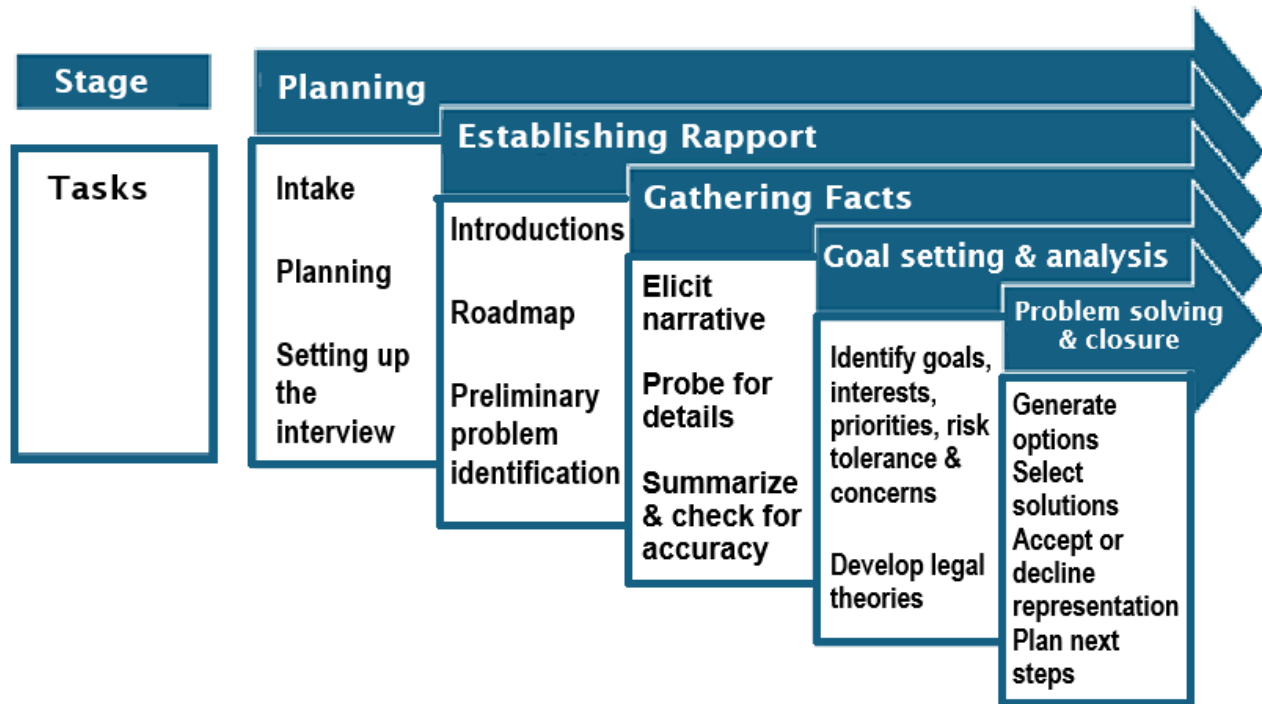 Stage
Planning
Establishing Rapport
Gathering Facts
Goal setting & analysis
Problem solving
& closure
Tasks
Intake
Planning
Setting up
the
interview
Introductions
Roadmap
Preliminary
problem
identification
Elicit
narrative
Probe for
details
Summarize
& check for
accuracy
Identify goals,
interests,
priorities, risk
tolerance &
concerns
Develop legal
theories
Generate
options
Select
solutions
Accept or
decline
representation
Plan next
steps